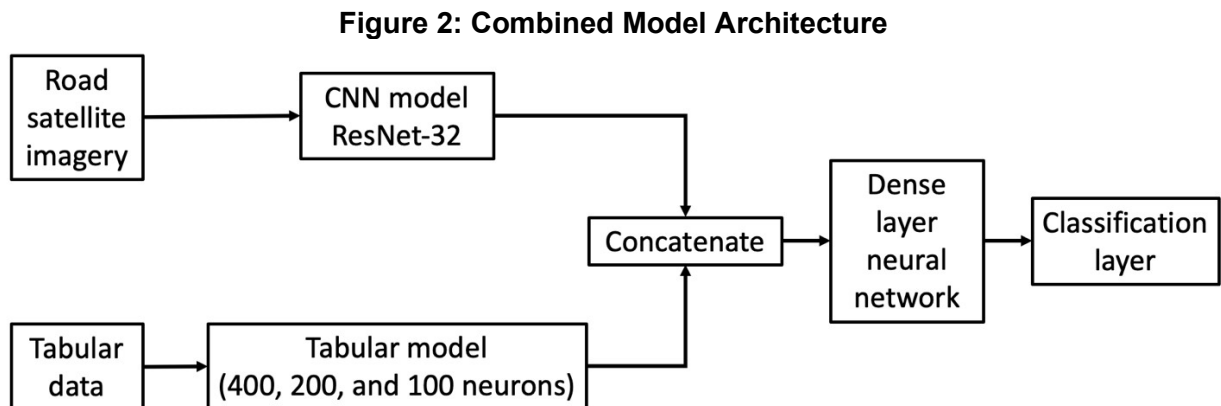 Figure 2: Combined Model Architecture
Road
satellite
imagery
CNN model
ResNet-32
Concatenate
Dense
layer
neural
network
Classification
layer
Tabular
data
Tabular model
(400, 200, and 100 neurons)